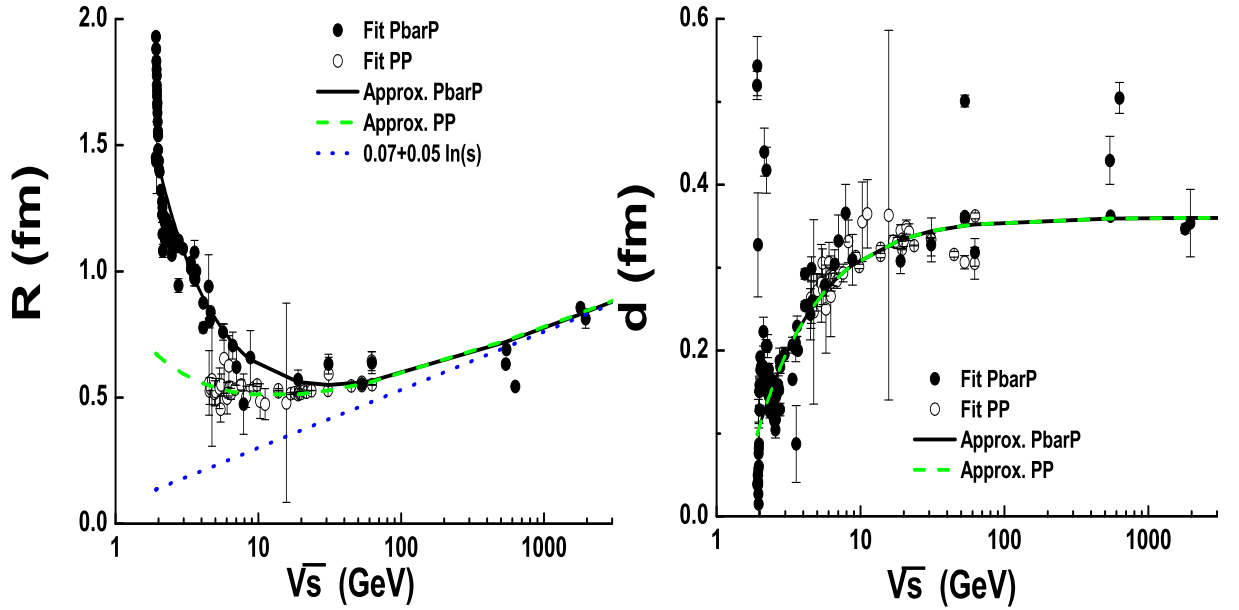 2.0
1.5
1.0
0.5
0.0
R (fm)
Fit PbarP
Fit PP
Approx. PbarP
Approx. PP
0.07+0.05 ln(s)
1 10 100 1000
√s (GeV)
0.6
0.4
0.2
0.0
d (fm)
Fit PbarP
Fit PP
Approx. PbarP
Approx. PP
1 10 100 1000
√s (GeV)